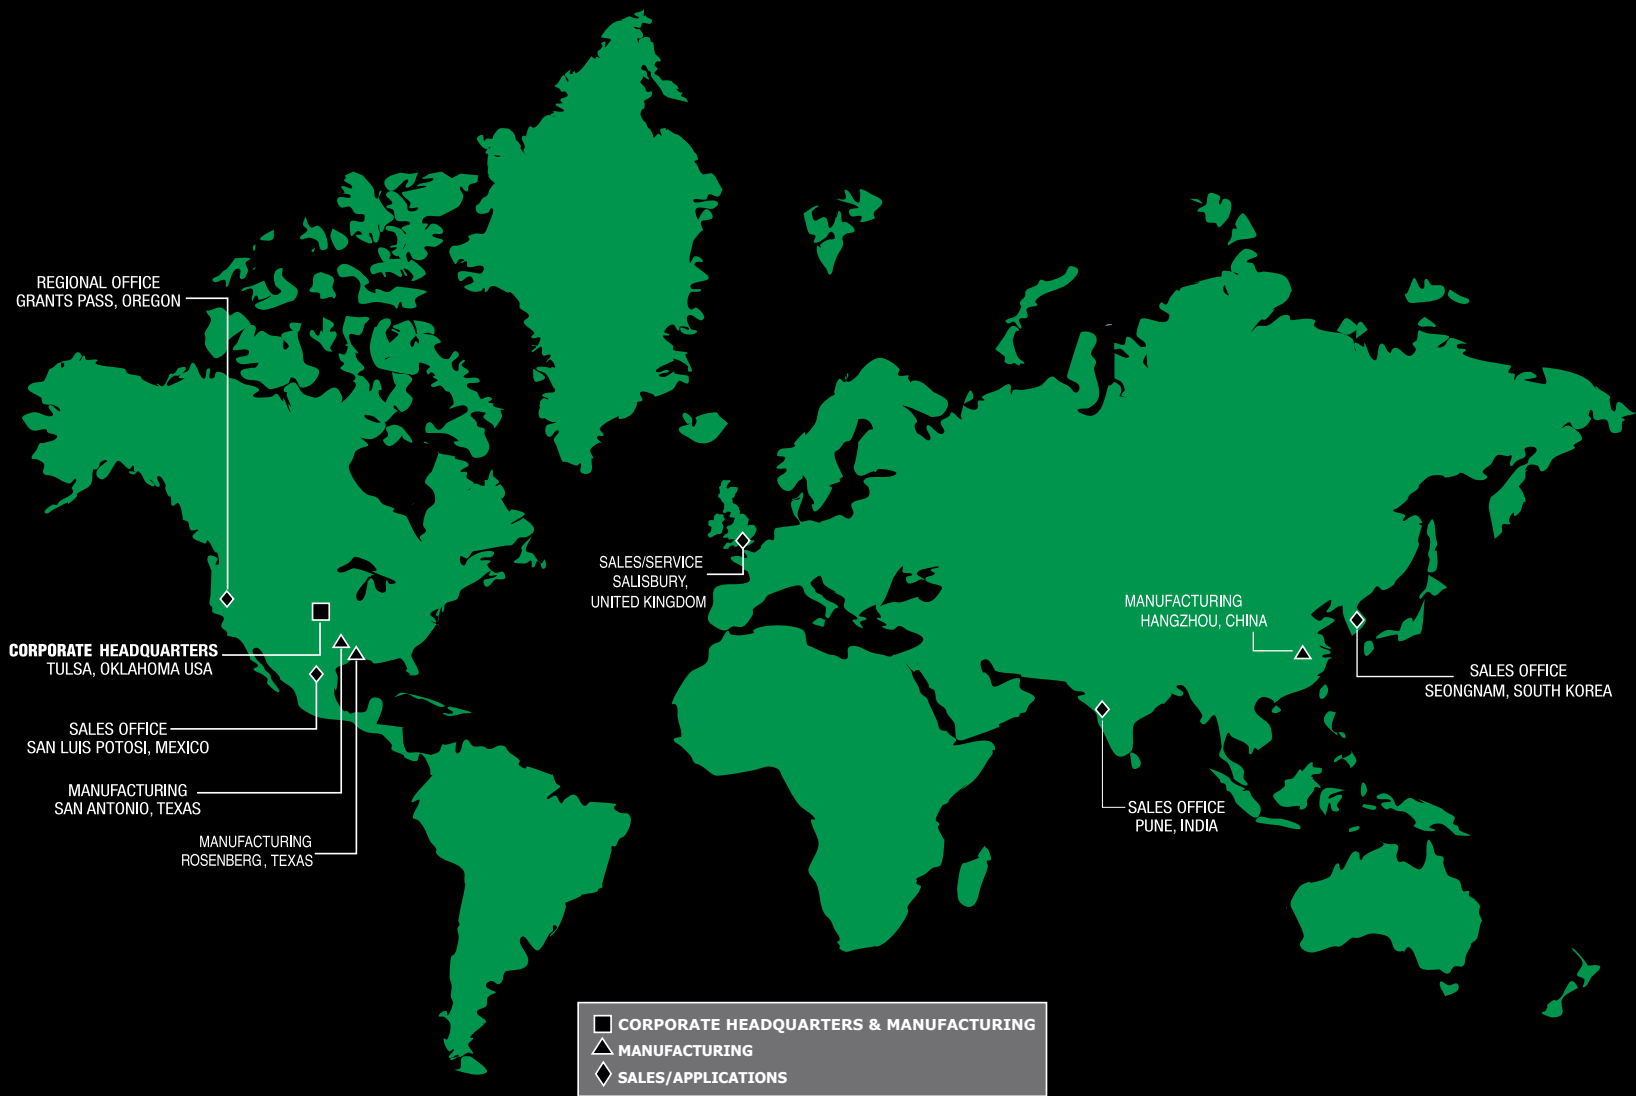 REGIONAL OFFICE
GRANTS PASS, OREGON
CORPORATE HEADQUARTERS
TULSA, OKLAHOMA USA
SALES OFFICE
SAN LUIS POTOSI, MEXICO
MANUFACTURING
SAN ANTONIO, TEXAS
MANUFACTURING
ROSENBERG, TEXAS
SALES/SERVICE
SALISBURY,
UNITED KINGDOM
MANUFACTURING
HANGZHOU, CHINA
SALES OFFICE
SEONGNAM, SOUTH KOREA
SALES OFFICE
PUNE, INDIA
CORPORATE HEADQUARTERS & MANUFACTURING
MANUFACTURING
SALES/APPLICATIONS